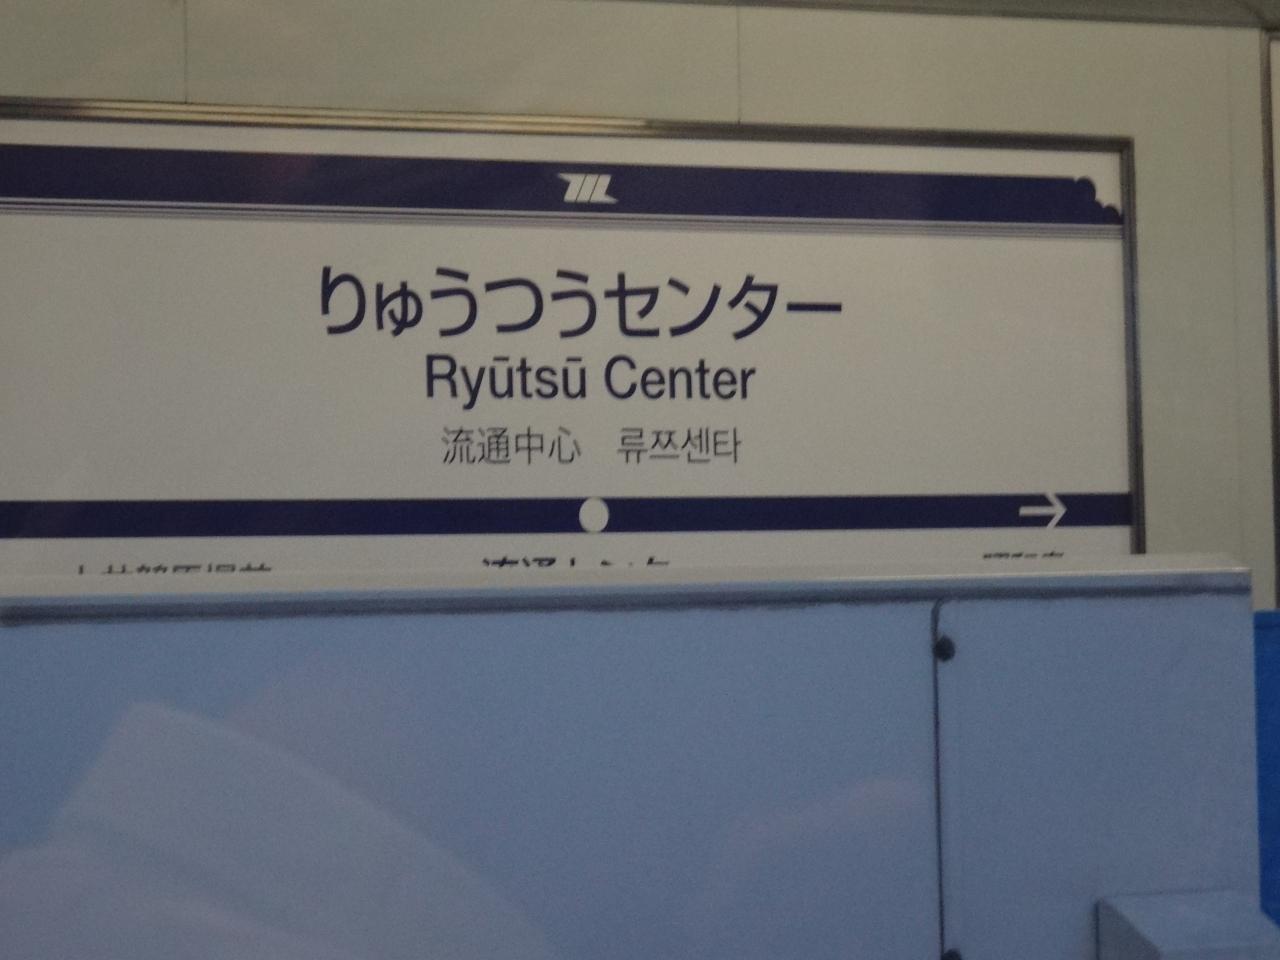 りゅうつうセンター
Ryūtsū Center
流通中心　류쯔센타